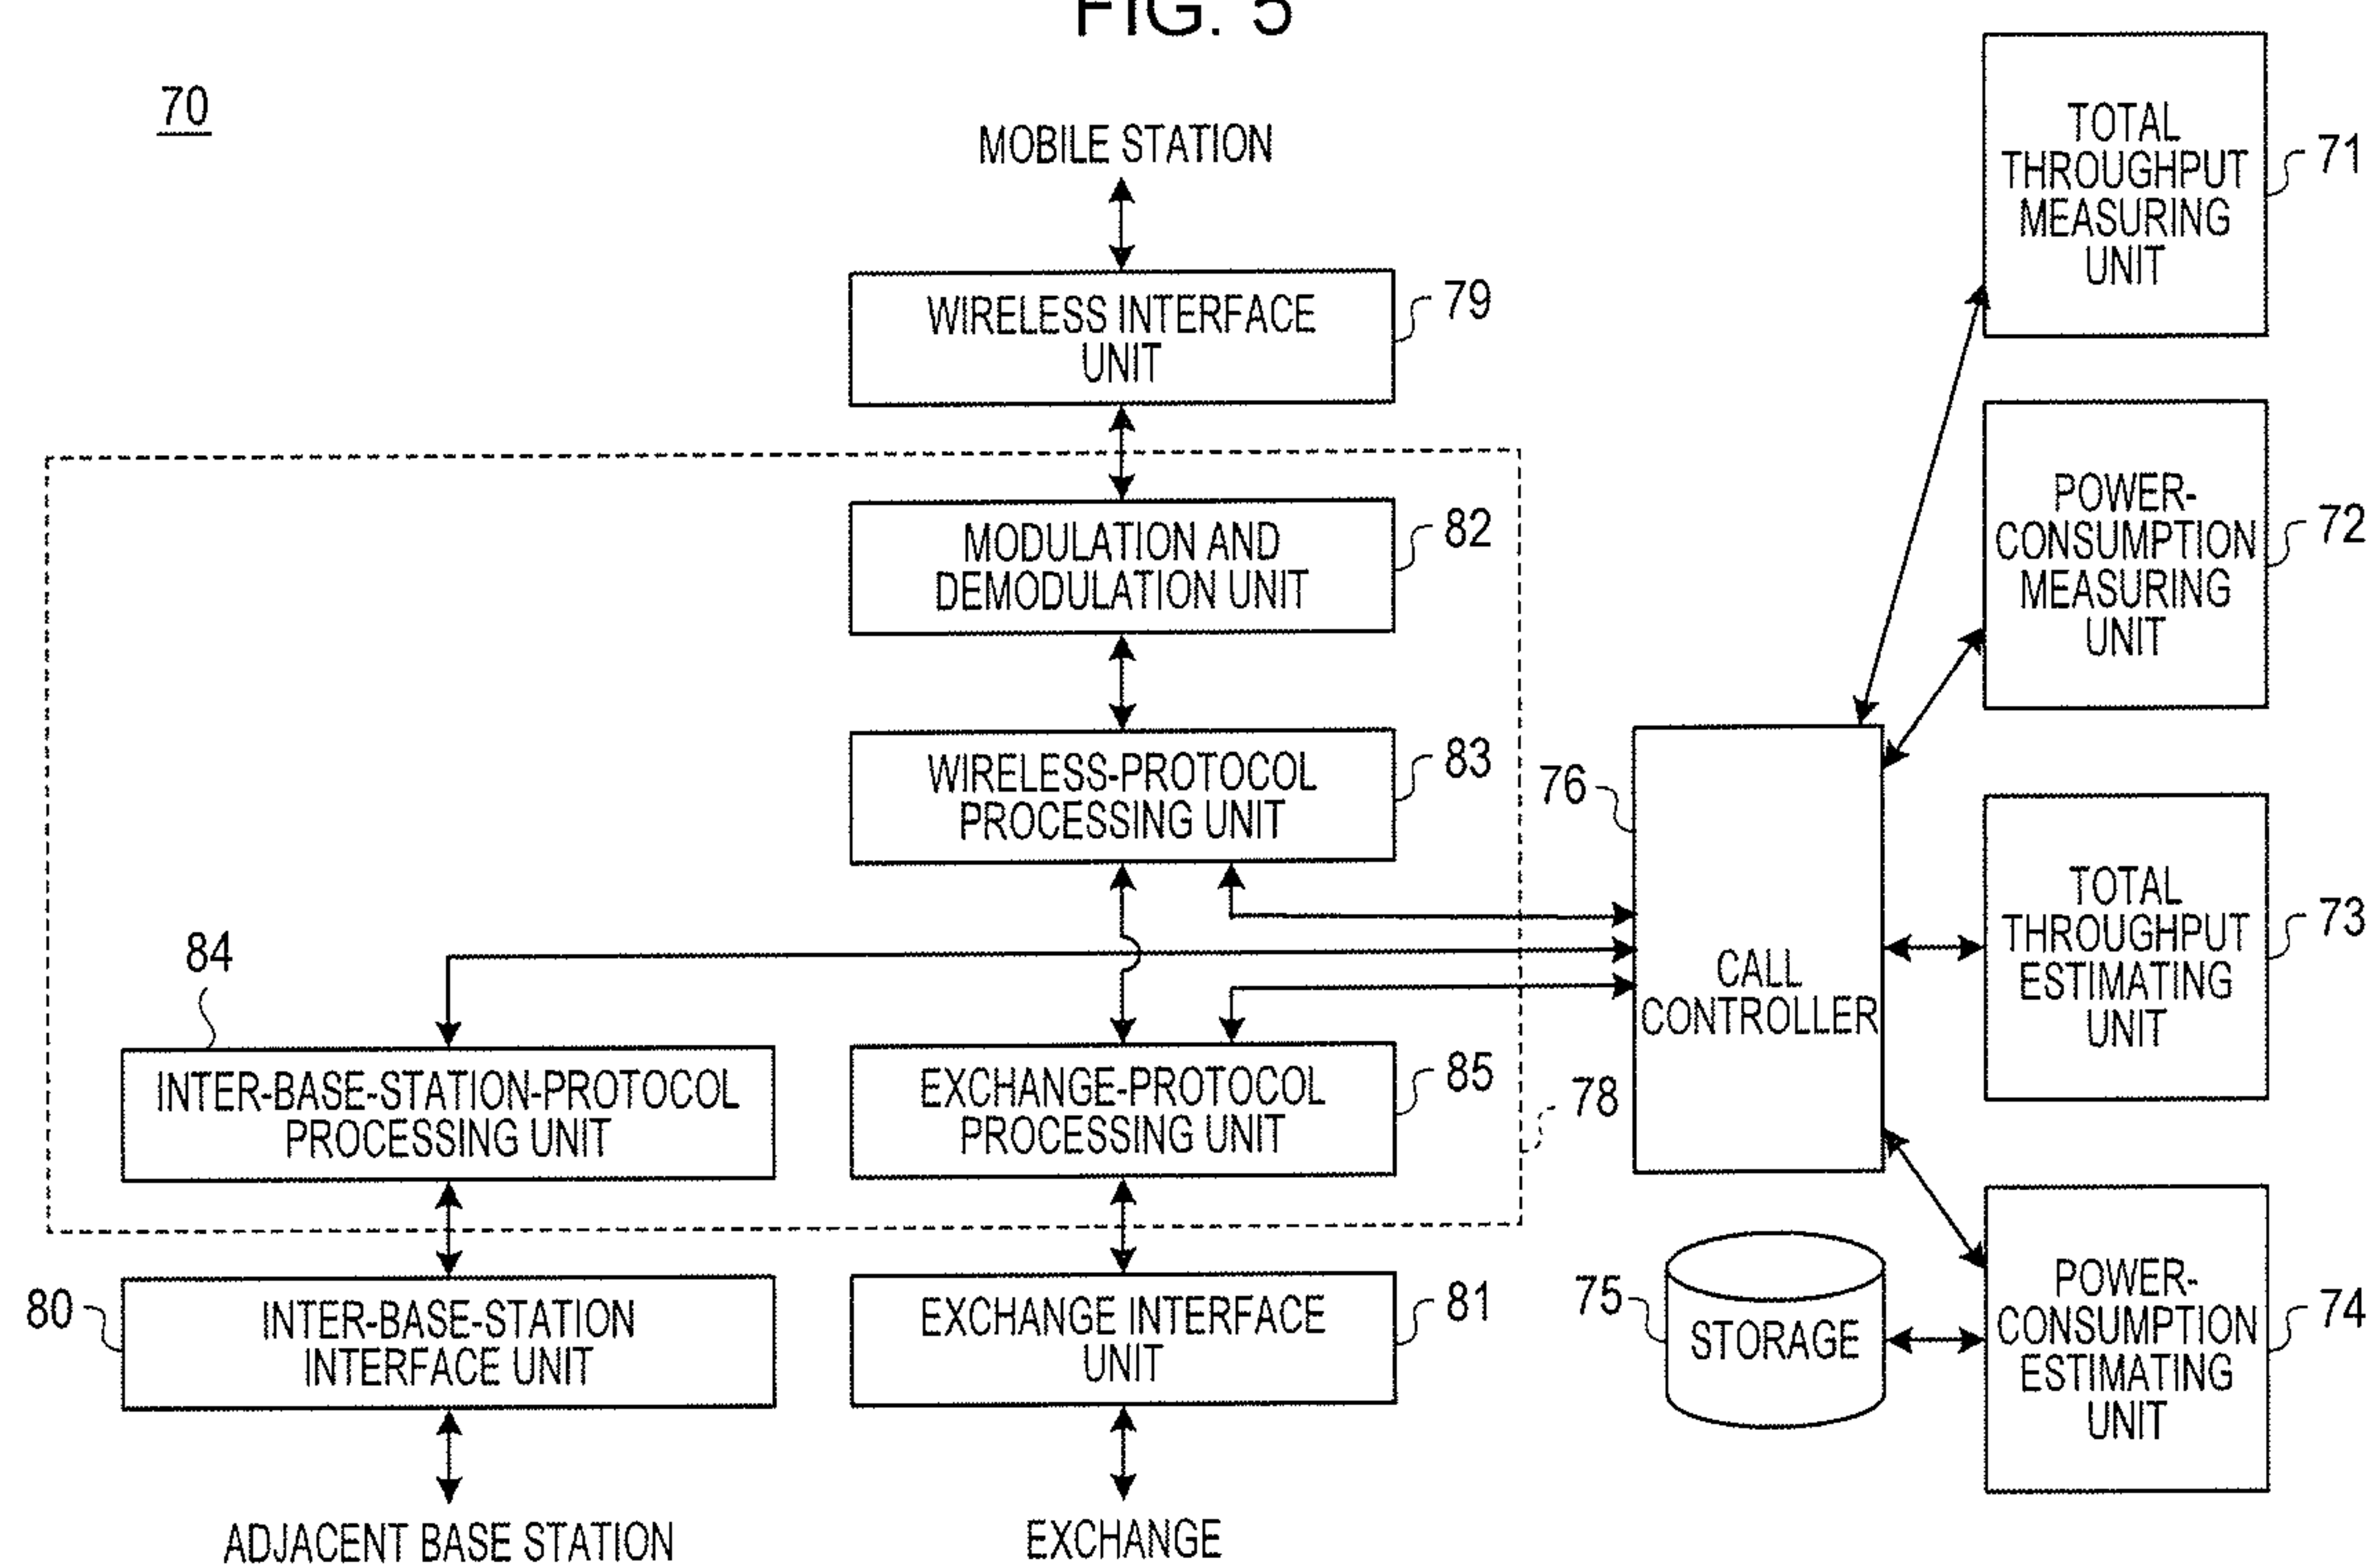 FIG. 5
70
MOBILE STATION
WIRELESS INTERFACE
UNIT
79
MODULATION AND
DEMODULATION UNIT
82
WIRELESS-PROTOCOL
PROCESSING UNIT
83
84
INTER-BASE-STATION-PROTOCOL
PROCESSING UNIT
EXCHANGE-PROTOCOL
PROCESSING UNIT
85
78
80
INTER-BASE-STATION
INTERFACE UNIT
EXCHANGE INTERFACE
UNIT
81
ADJACENT BASE STATION
EXCHANGE
76
CALL
CONTROLLER
75
STORAGE
TOTAL
THROUGHPUT
MEASURING
UNIT
71
POWER-
CONSUMPTION
MEASURING
UNIT
72
TOTAL
THROUGHPUT
ESTIMATING
UNIT
73
POWER-
CONSUMPTION
ESTIMATING
UNIT
74